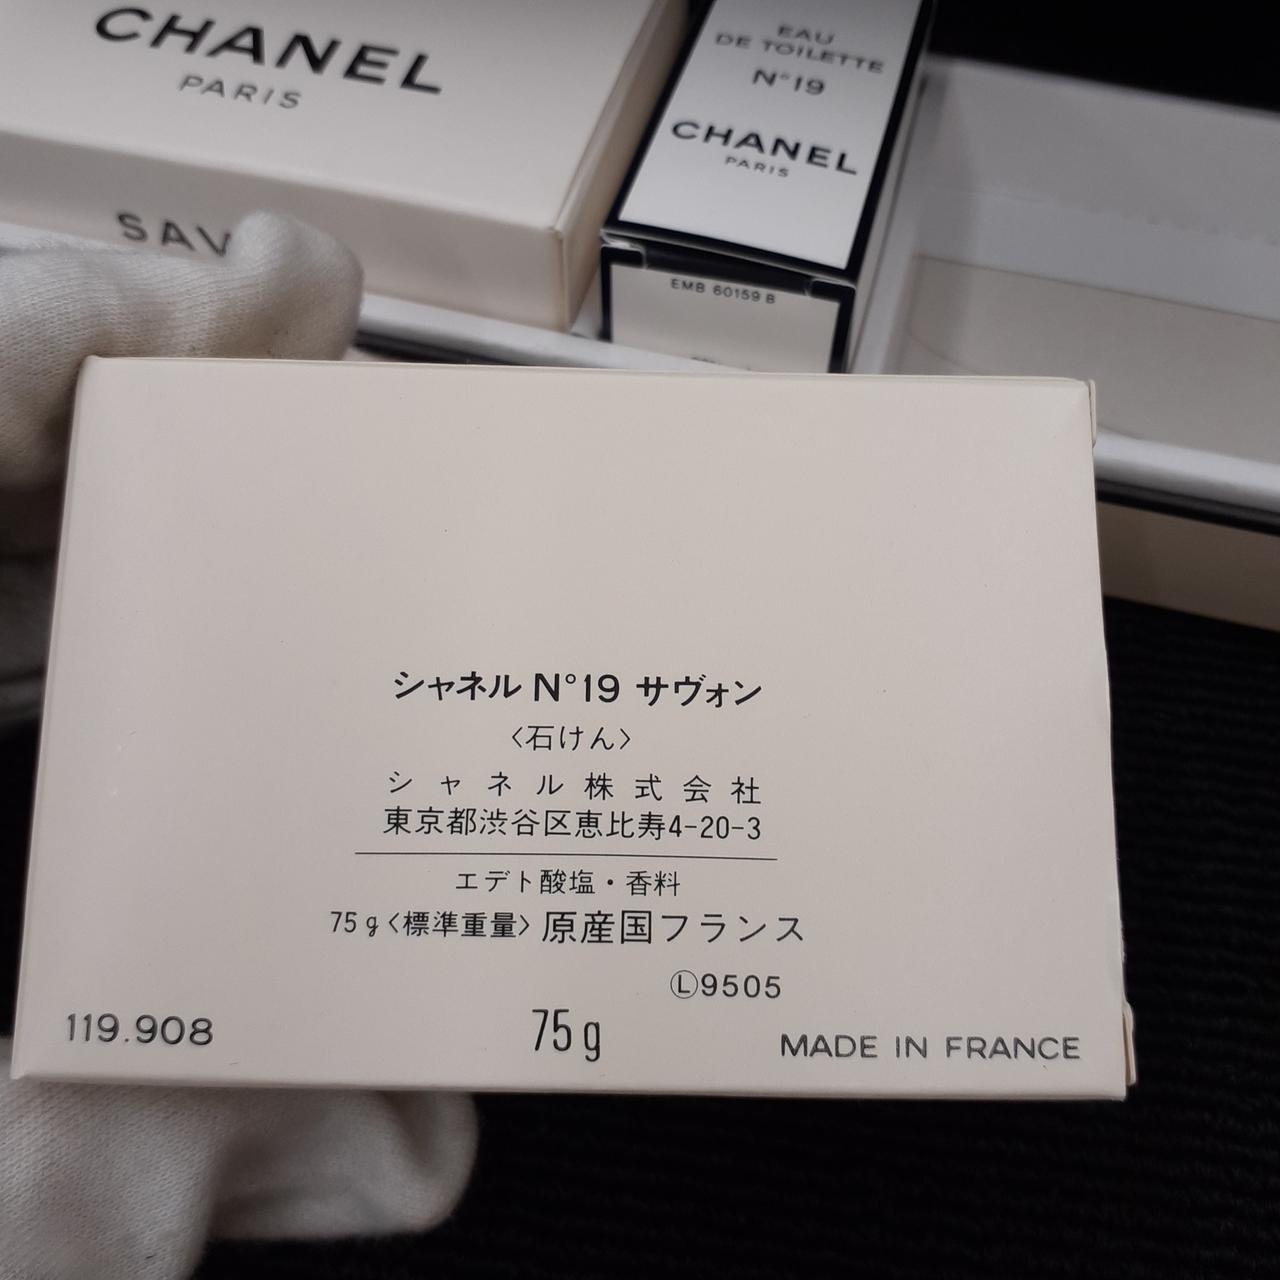 CHANEL
PARIS
SAV
EAU
DE TOILETTE
N°19
CHANEL
PARIS
EMB 60159 B
シャネル N°19 サヴォン
〈石けん〉
シャネル株式会社
東京都渋谷区恵比寿4-20-3
エデト酸塩・香料
75g〈標準重量〉原産国フランス
Ⓛ9505
119.908
75g
MADE IN FRANCE